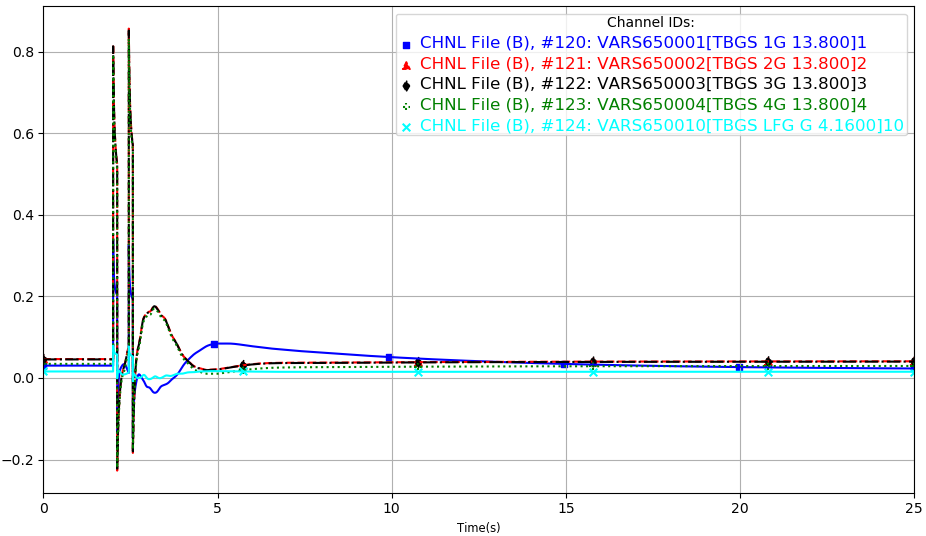 Channel IDs:
CHNL File (B), #120: VARS650001[TBGS 1G 13.800]1
CHNL File (B), #121: VARS650002[TBGS 2G 13.800]2
CHNL File (B), #122: VARS650003[TBGS 3G 13.800]3
CHNL File (B), #123: VARS650004[TBGS 4G 13.800]4
CHNL File (B), #124: VARS650010[TBGS LFG G 4.1600]10
0.8
0.6
0.4
0.2
0.0
−0.2
0 5 10 15 20 25
Time(s)